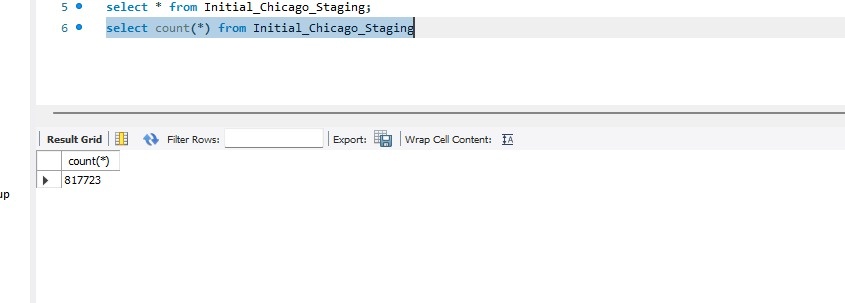 5 select * from Initial_Chicago_Staging;
6 select count(*) from Initial_Chicago_Staging
Result Grid Filter Rows: Export: Wrap Cell Content: IA
count(*)
817723
up